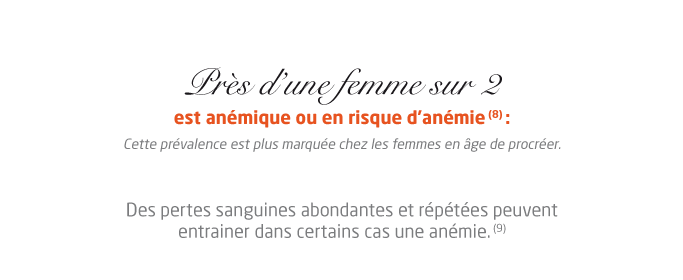 Près d'une femme sur 2
est anémique ou en risque d'anémie (8) :
Cette prévalence est plus marquée chez les femmes en âge de procréer.
Des pertes sanguines abondantes et répétées peuvent
entrainer dans certains cas une anémie. (9)